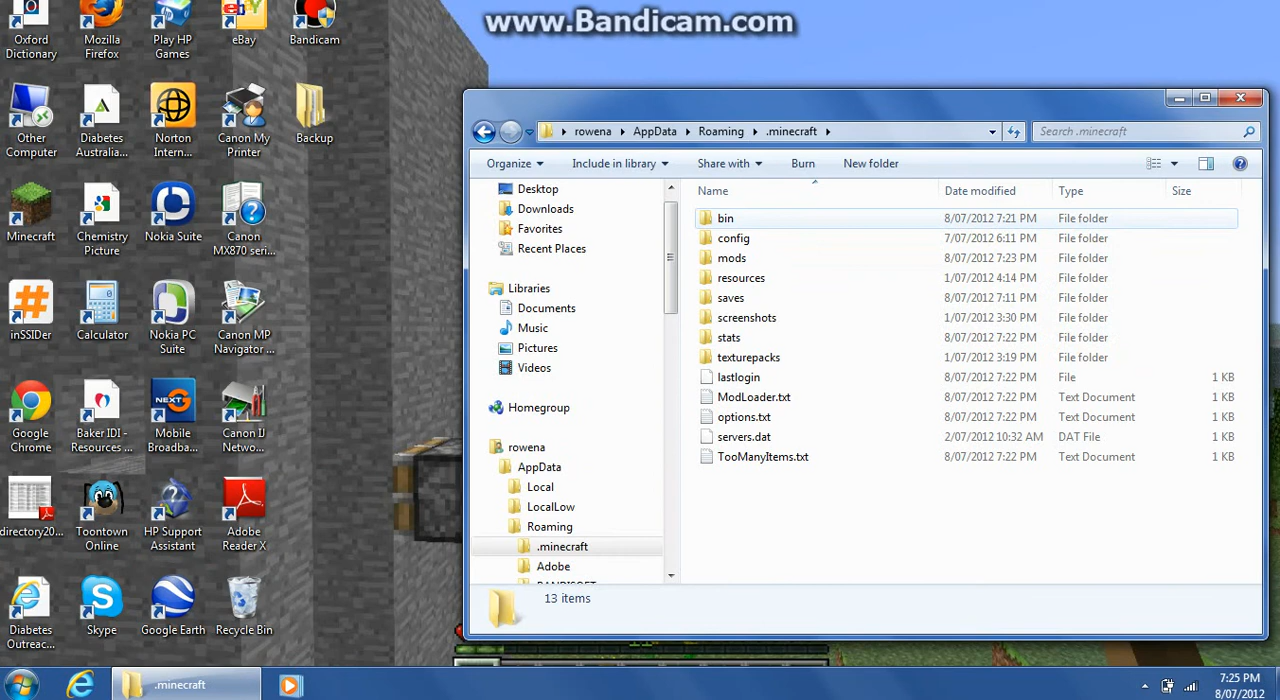 www.Bandicam.com
Oxford
Dictionary
Mozilla
Firefox
Play HP
Games
eBay
Bandicam
Other
Computer
Diabetes
Australia...
Norton
Intern...
Canon My
Printer
Backup
Minecraft
Chemistry
Picture
Nokia Suite
Canon
MX870 seri...
inSSIDer
Calculator
Nokia PC
Suite
Canon MP
Navigator ...
Google
Chrome
Baker IDI -
Resources ...
Mobile
Broadba...
Canon IJ
Netwo...
directory20...
Toontown
Online
HP Support
Assistant
Adobe
Reader X
Diabetes
Outreac...
Skype
Google Earth
Recycle Bin
rowena AppData Roaming .minecraft
Search .minecraft
Organize Include in library Share with Burn New folder
Desktop
Downloads
Favorites
Recent Places
Libraries
Documents
Music
Pictures
Videos
Homegroup
rowena
AppData
Local
LocalLow
Roaming
.minecraft
Adobe
BANDISOFT
Name Date modified Type Size
bin 8/07/2012 7:21 PM File folder
config 7/07/2012 6:11 PM File folder
mods 8/07/2012 7:23 PM File folder
resources 1/07/2012 4:14 PM File folder
saves 8/07/2012 7:11 PM File folder
screenshots 1/07/2012 3:30 PM File folder
stats 8/07/2012 7:22 PM File folder
texturepacks 1/07/2012 3:19 PM File folder
lastlogin 8/07/2012 7:22 PM File 1 KB
ModLoader.txt 8/07/2012 7:22 PM Text Document 1 KB
options.txt 8/07/2012 7:22 PM Text Document 1 KB
servers.dat 2/07/2012 10:32 AM DAT File 1 KB
TooManyItems.txt 8/07/2012 7:22 PM Text Document 1 KB
13 items
.minecraft
7:25 PM
8/07/2012